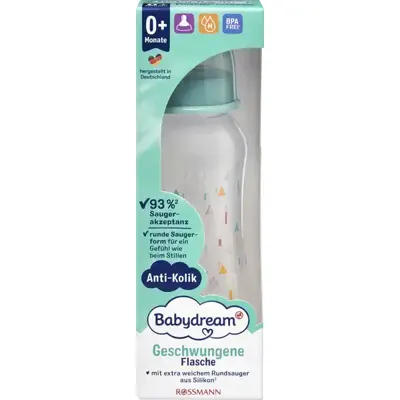 0+
Monate
M
BPA
FREE
hergestellt in
Deutschland
93%²
Sauger-
akzeptanz
runde Sauger-
form für ein
Gefühl wie
beim Stillen
Anti-Kolik
Babydream
Geschwungene
Flasche
mit extra weichem Rundsauger
aus Silikon¹
ROSSMANN